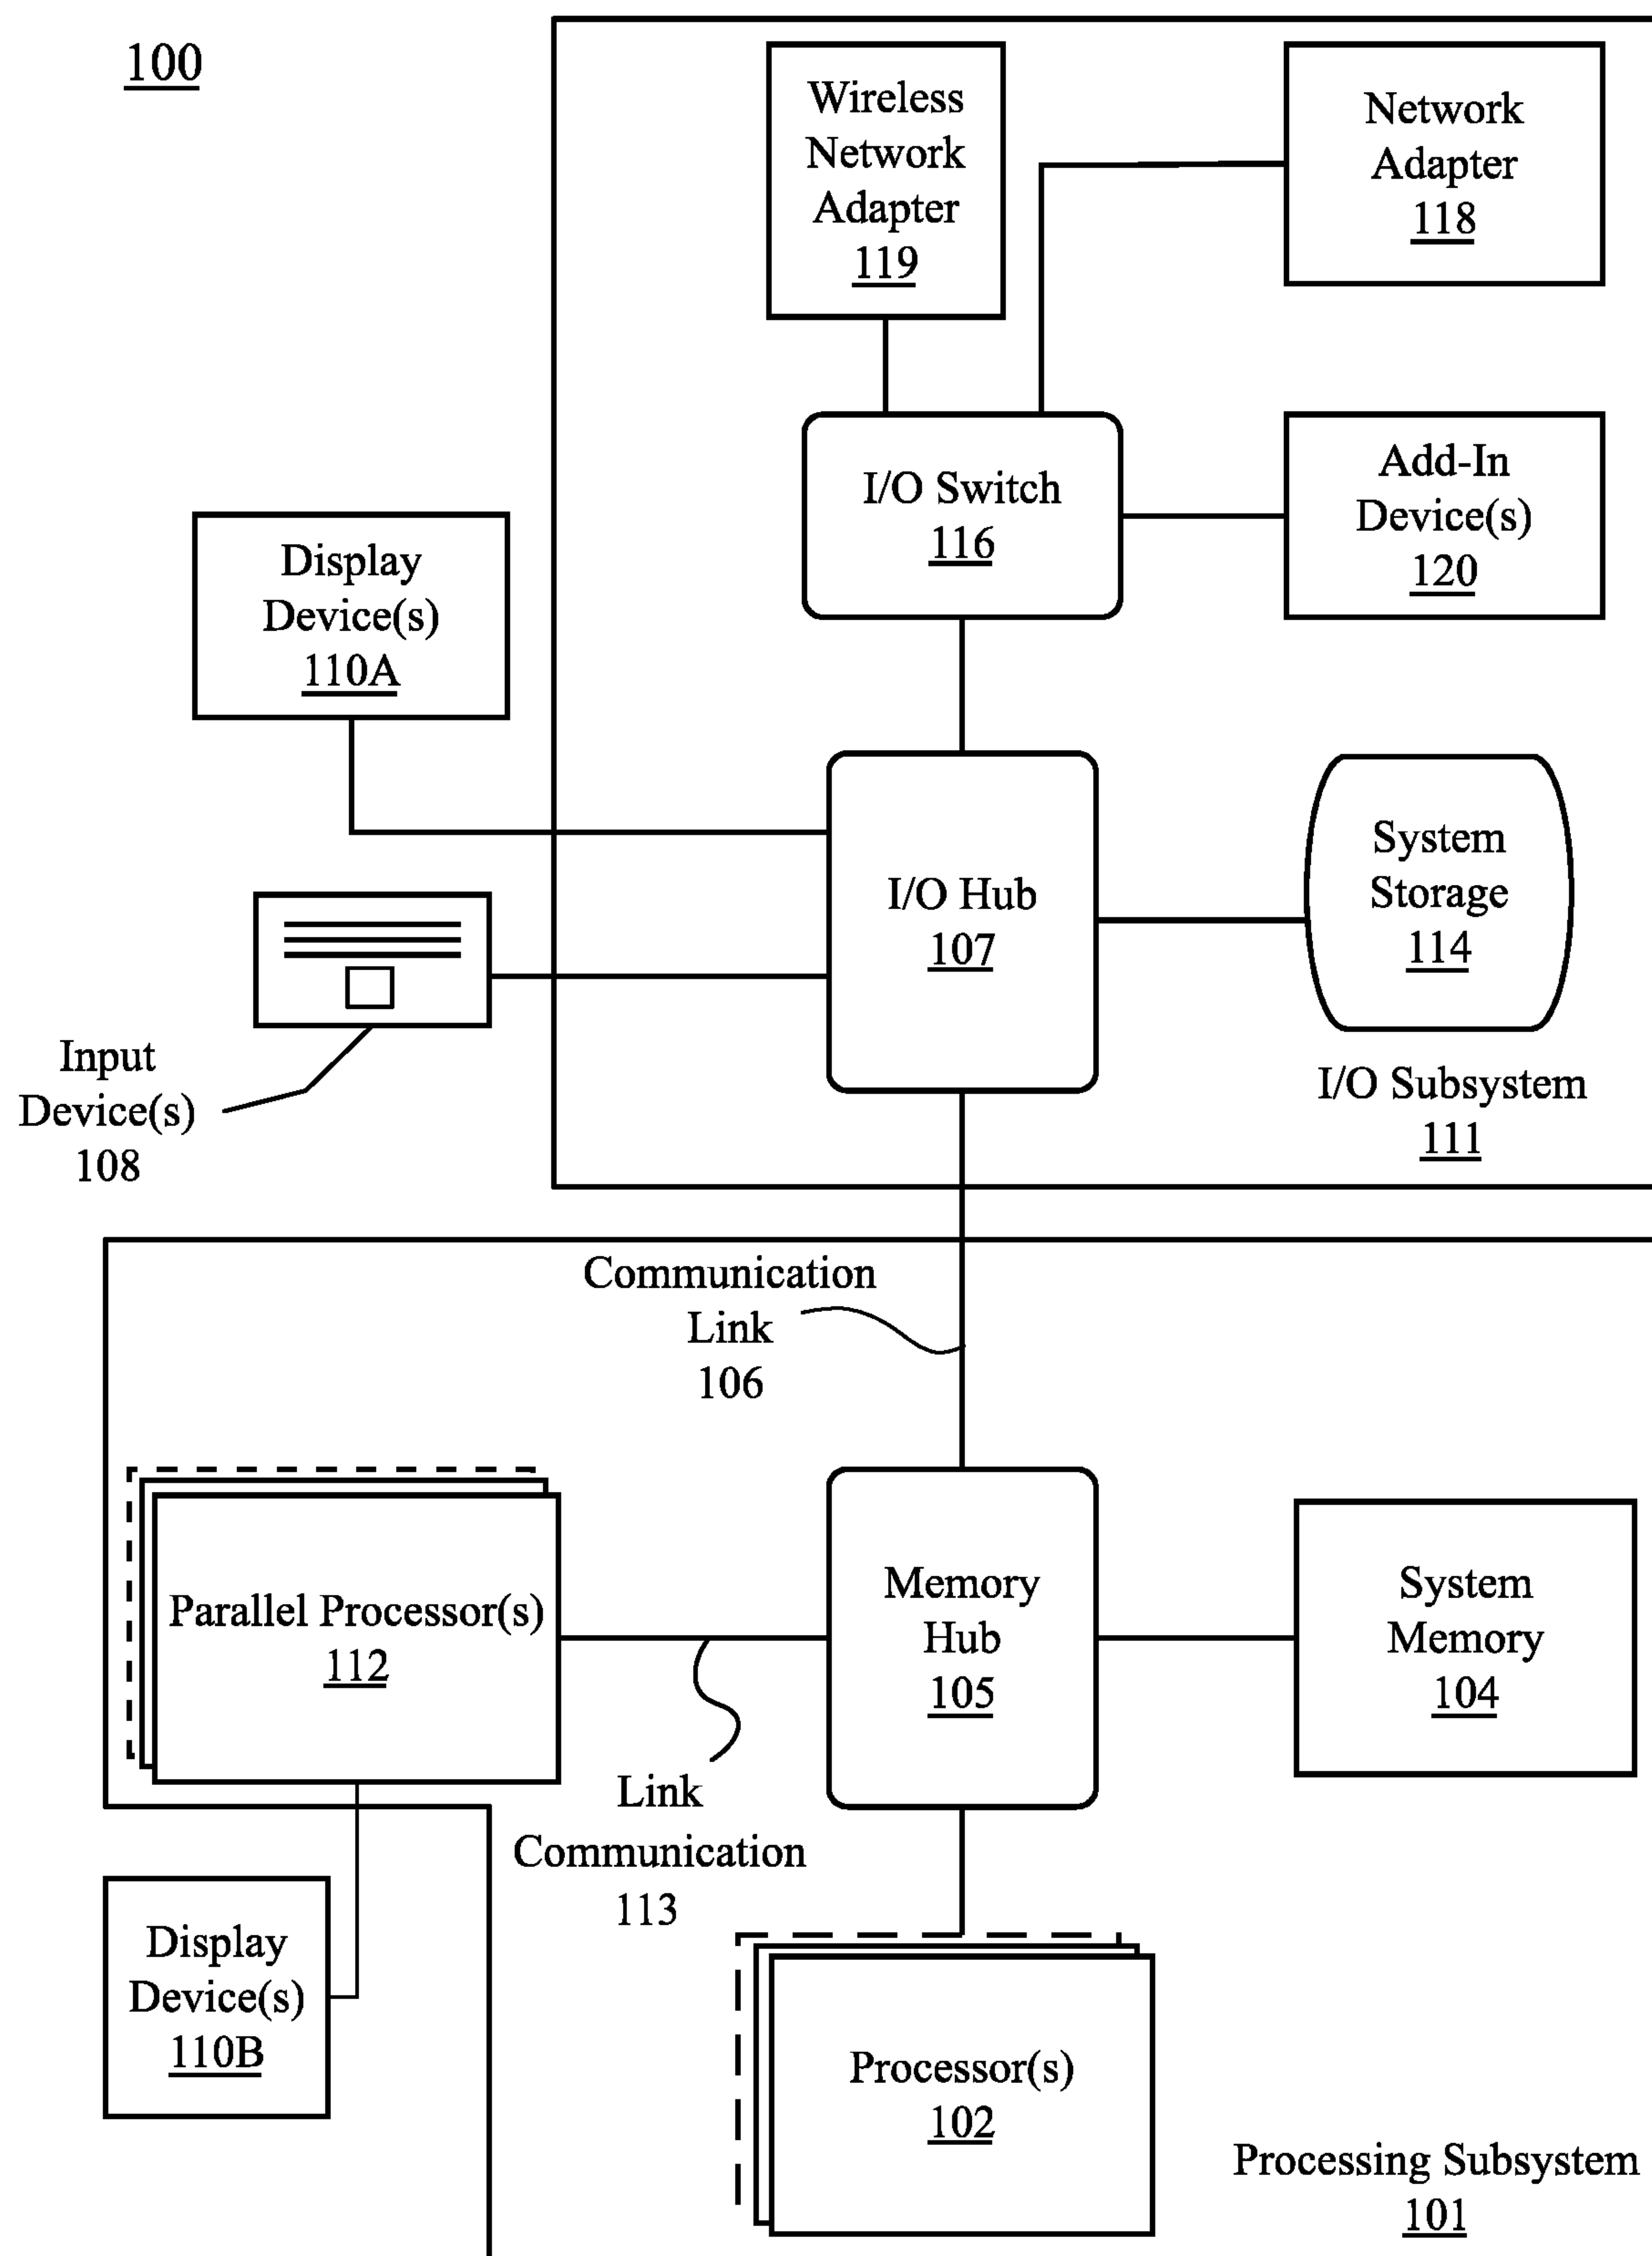 100
Wireless
Network
Adapter
119
Network
Adapter
118
I/O Switch
116
Add-In
Device(s)
120
Display
Device(s)
110A
I/O Hub
107
System
Storage
114
Input
Device(s)
108
I/O Subsystem
111
Communication
Link
106
Parallel Processor(s)
112
Memory
Hub
105
System
Memory
104
Link
Communication
113
Display
Device(s)
110B
Processor(s)
102
Processing Subsystem
101